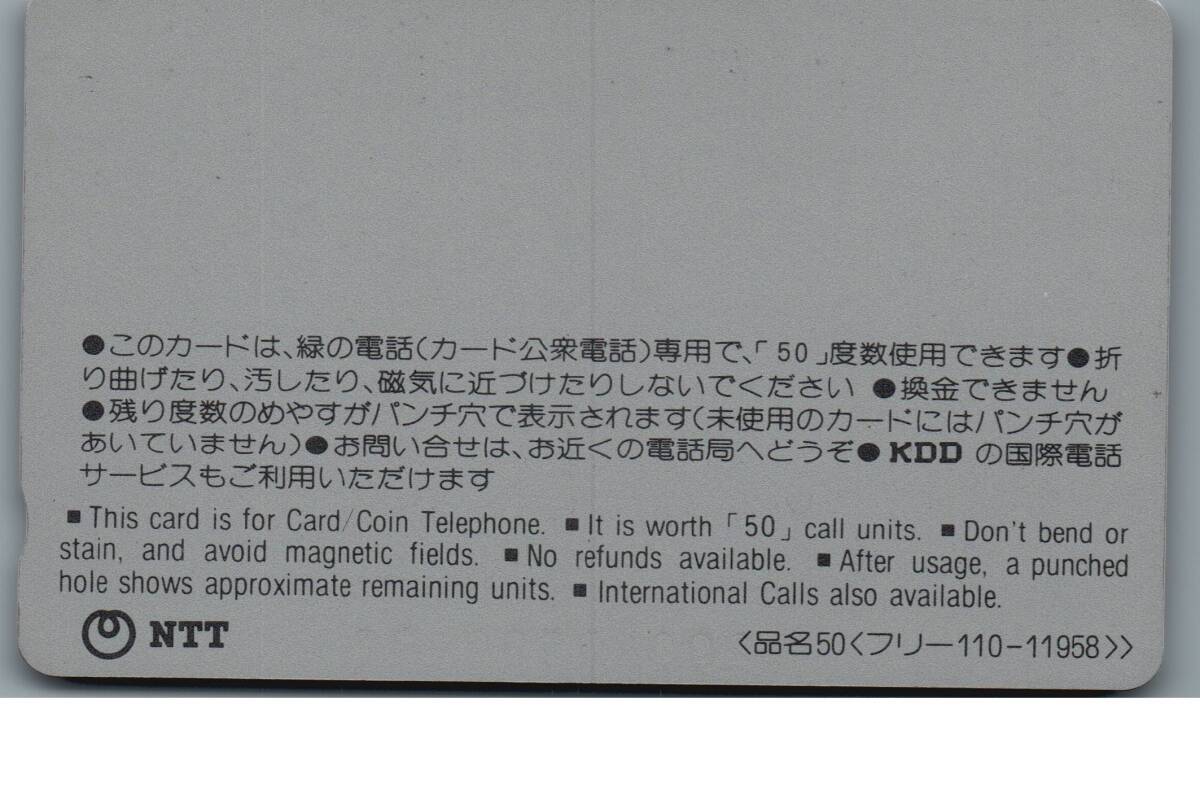 ●このカードは、緑の電話(カード公衆電話)専用で、「50」度数使用できます●折
り曲げたり、汚したり、磁気に近づけたりしないでください ●換金できません
●残り度数のめやすがパンチ穴で表示されます(未使用のカードにはパンチ穴が
あいていません)●お問い合せは、お近くの電話局へどうぞ●KDDの国際電話
サービスもご利用いただけます
■This card is for Card/Coin Telephone. ■It is worth「50」call units. ■Don't bend or
stain, and avoid magnetic fields. ■No refunds available. ■After usage, a punched
hole shows approximate remaining units. ■International Calls also available.
NTT
〈品名50〈フリー110-11958〉〉